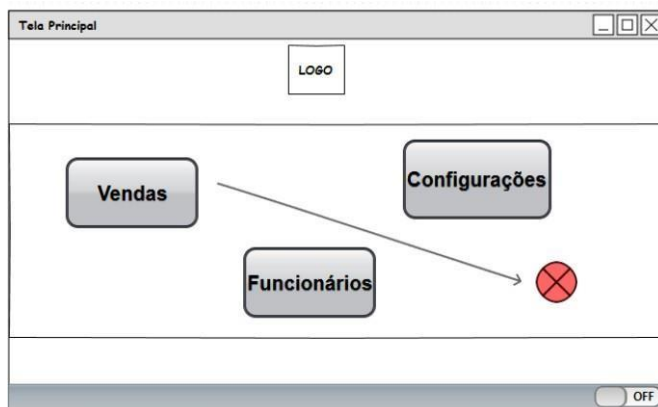 Tela Principal
LOGO
Vendas
Configurações
Funcionários
OFF